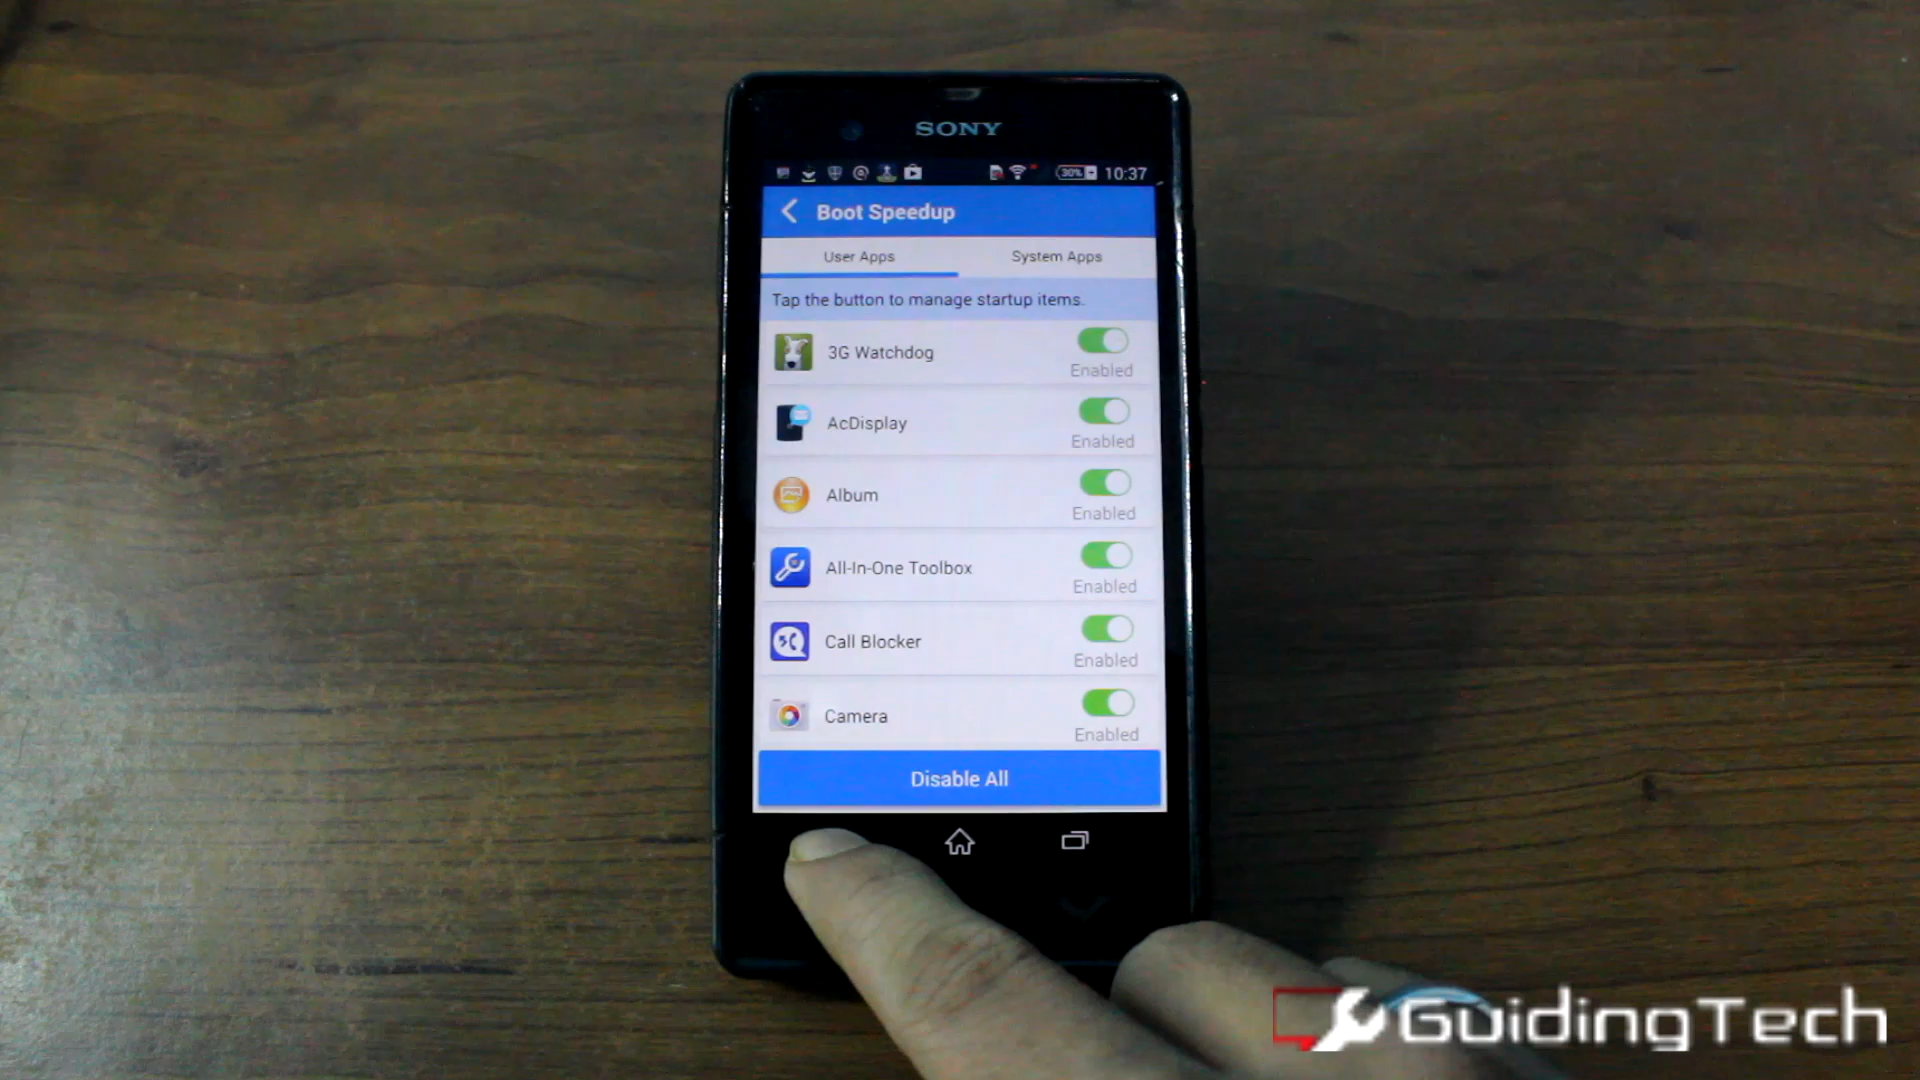 SONY
30% 10:37
Boot Speedup
User Apps System Apps
Tap the button to manage startup items.
3G Watchdog
Enabled
AcDisplay
Enabled
Album
Enabled
All-In-One Toolbox
Enabled
Call Blocker
Enabled
Camera
Enabled
Disable All
GuidingTech